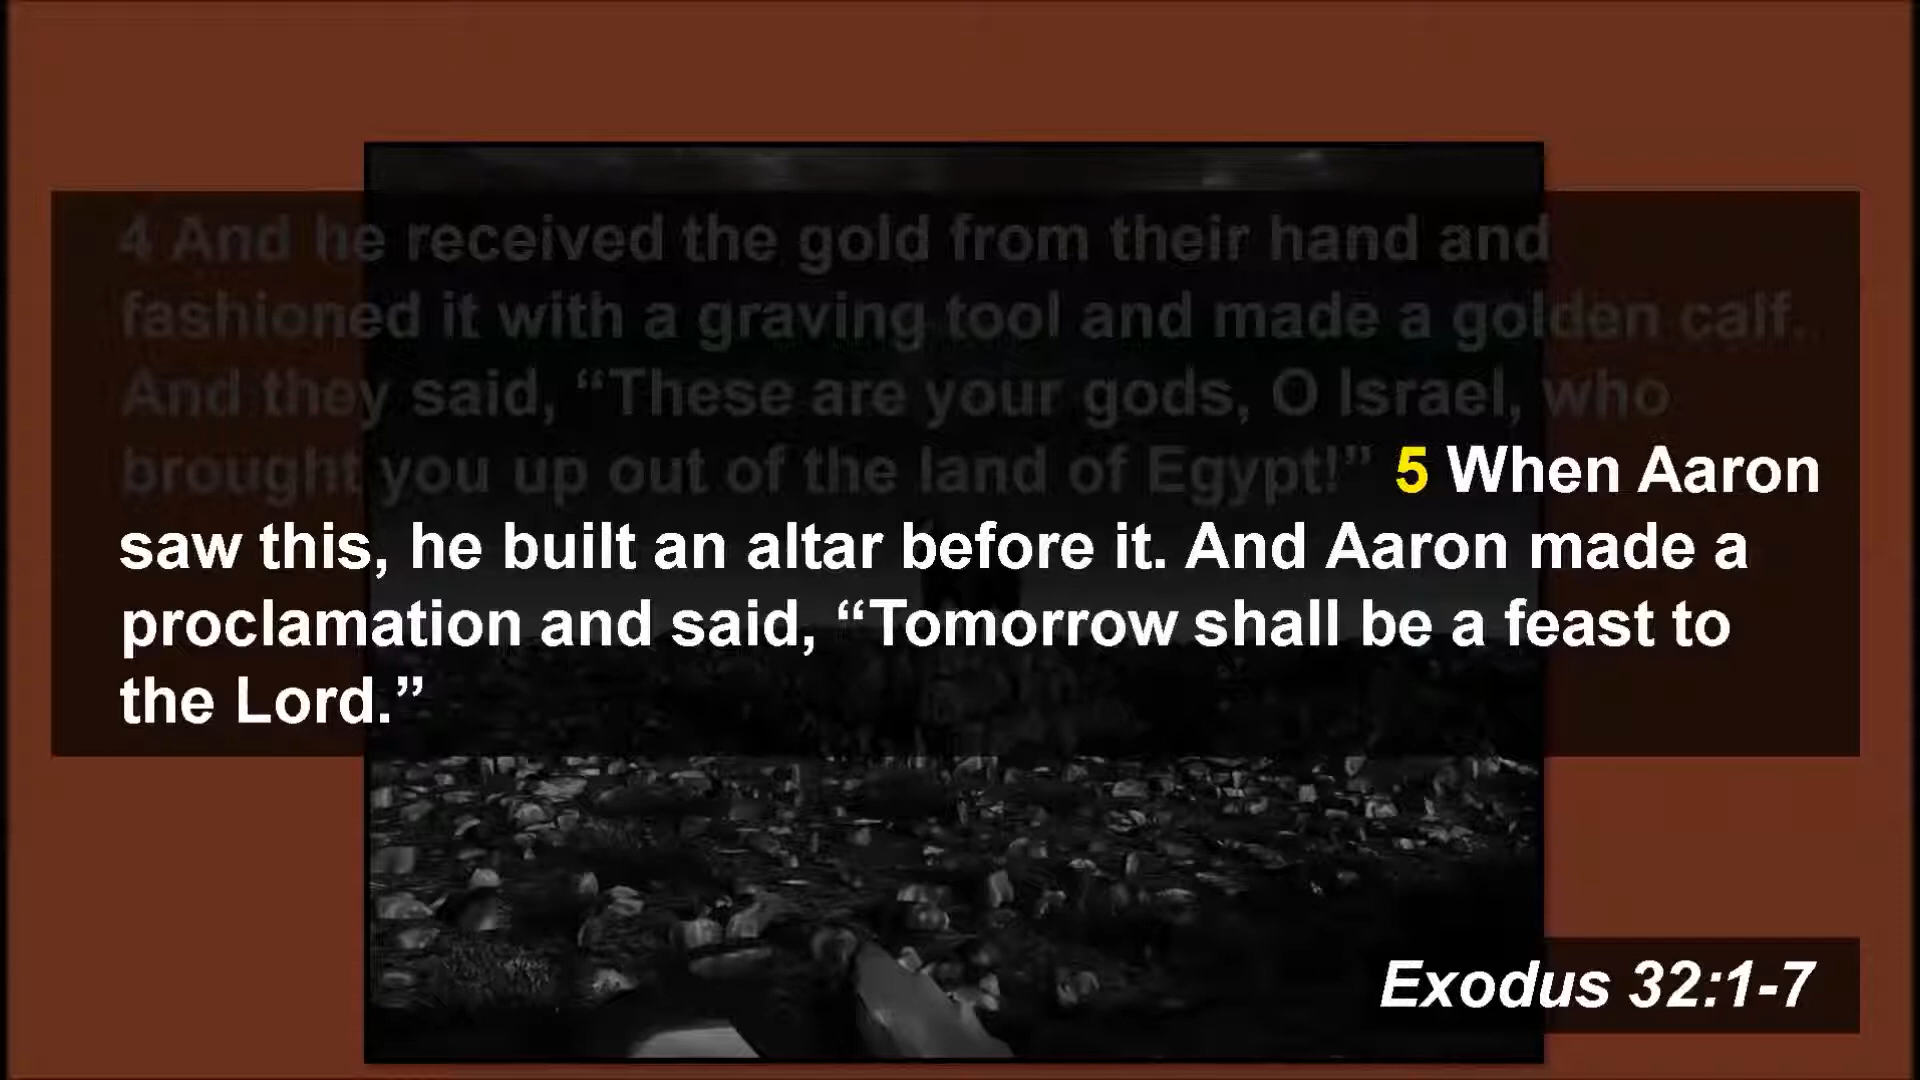 4 And he received the gold from their hand and
fashioned it with a graving tool and made a golden calf.
And they said, “These are your gods, O Israel, who
brought you up out of the land of Egypt!” 5 When Aaron
saw this, he built an altar before it. And Aaron made a
proclamation and said, “Tomorrow shall be a feast to
the Lord.”
Exodus 32:1-7